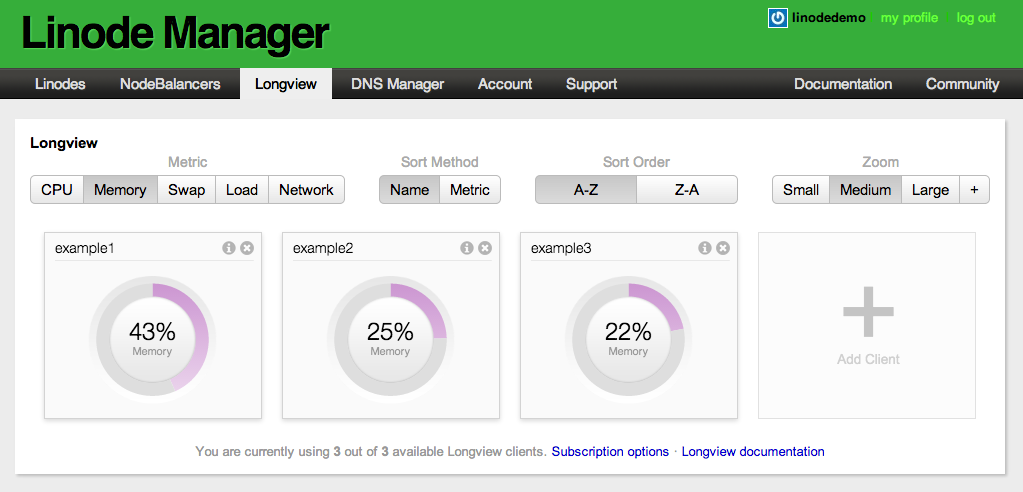 Linode Manager
linodedemo my profile log out
Linodes NodeBalancers Longview DNS Manager Account Support Documentation Community
Longview
Metric Sort Method Sort Order Zoom
CPU Memory Swap Load Network Name Metric A-Z Z-A Small Medium Large +
example1 example2 example3
43% 25% 22%
Memory Memory Memory
Add Client
You are currently using 3 out of 3 available Longview clients. Subscription options · Longview documentation